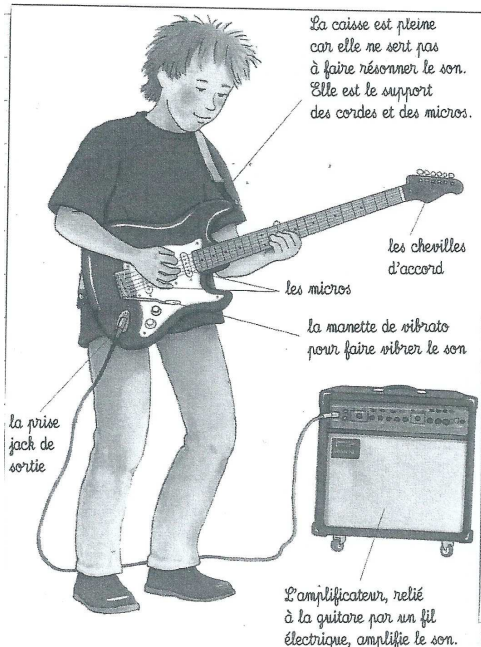 La caisse est pleine
car elle ne sert pas
à faire résonner le son.
Elle est le support
des cordes et des micros.
les chevilles
d'accord
les micros
la manette de vibrato
pour faire vibrer le son
la prise
jack de
sortie
L'amplificateur, relié
à la guitare par un fil
électrique, amplifie le son.